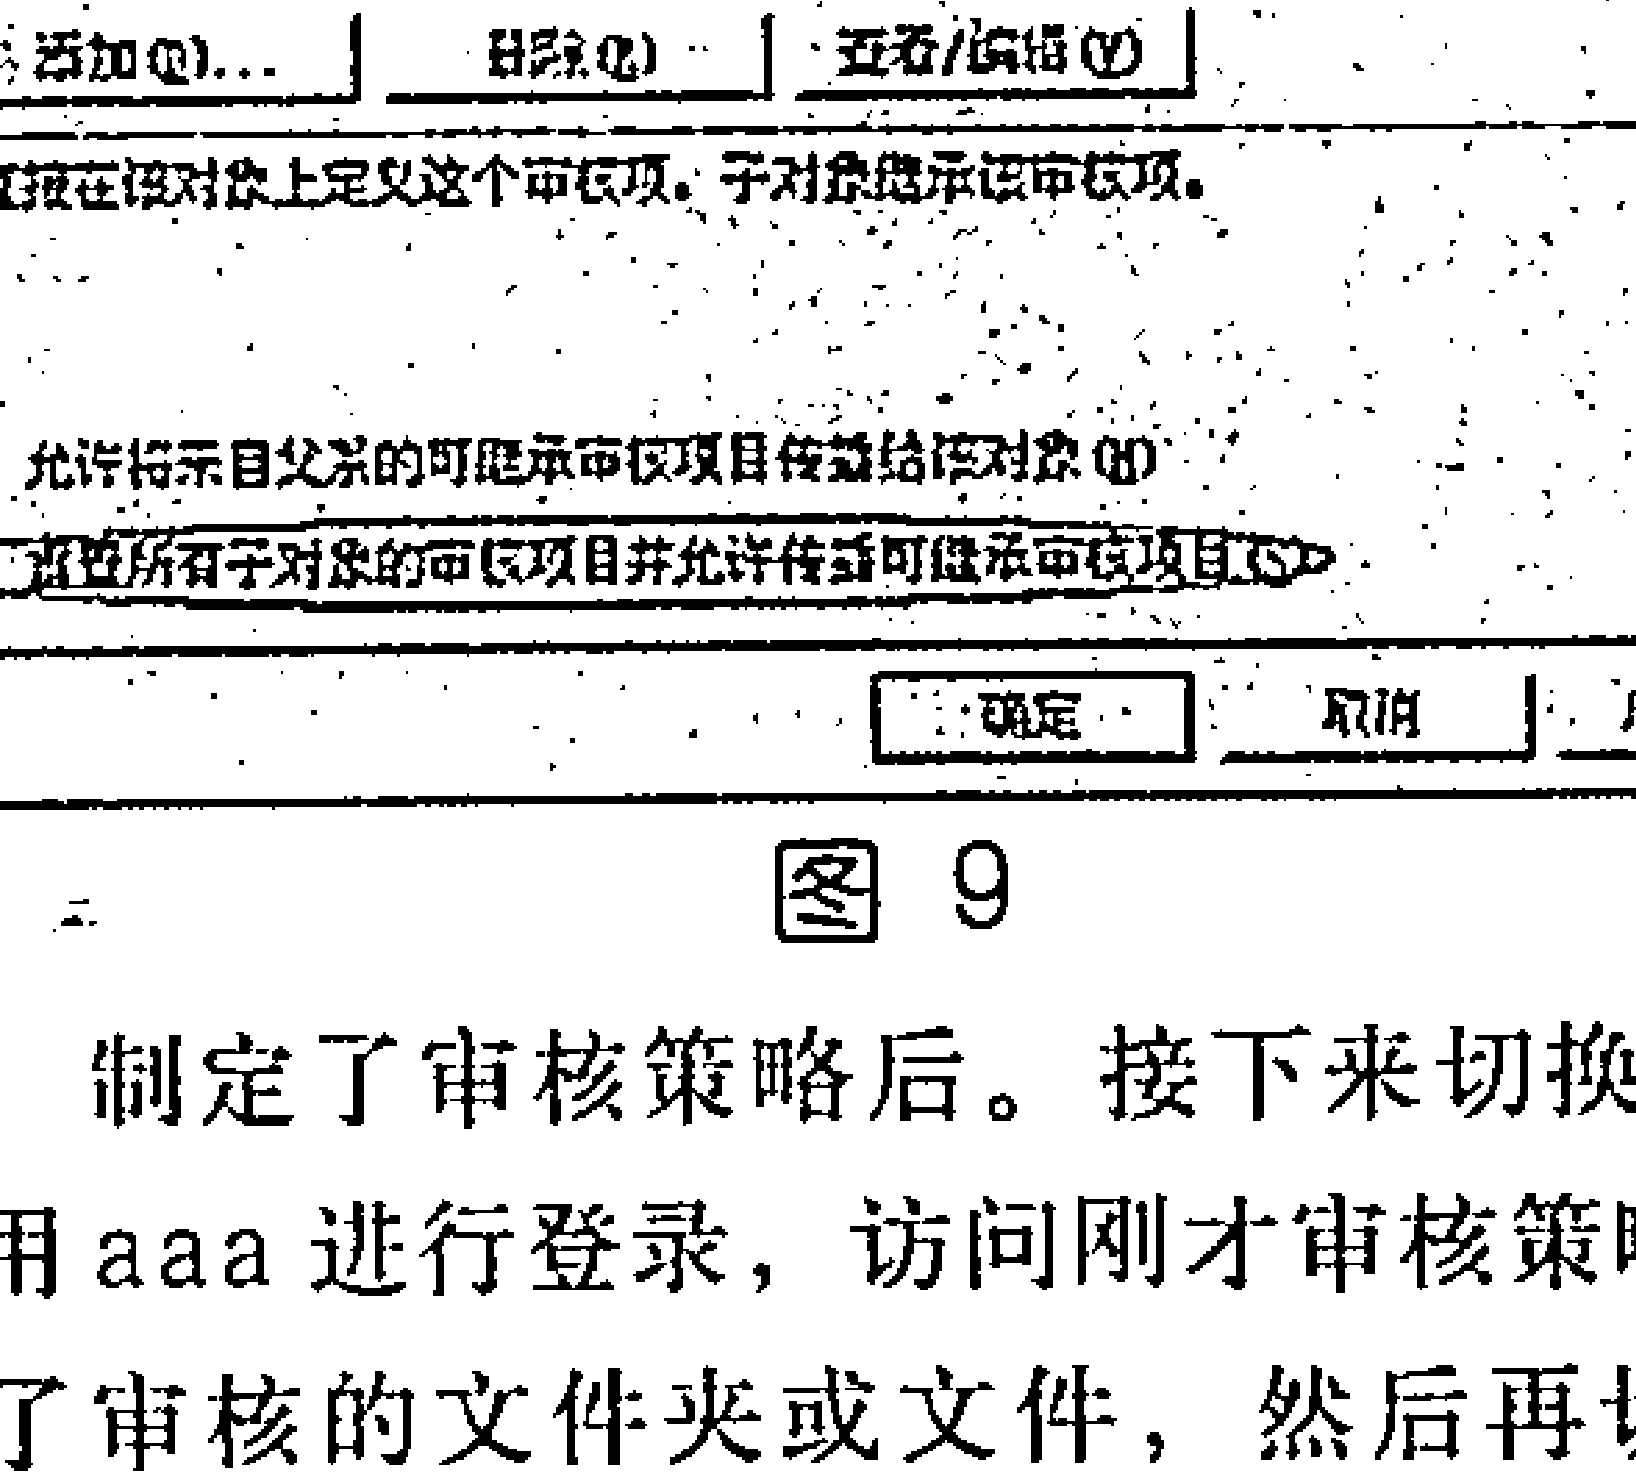 添加(D)... 删除(R) 查看/编辑(V)
直接在该对象上定义这个审核项。子对象继承该审核项。
允许将来自父系的可继承审核项目传播给该对象(H)
重置所有子对象的审核项目并允许传播可继承审核项目(S)
确定 取消
图 9
制定了审核策略后。接下来切换
用 aaa 进行登录，访问刚才审核策略
了审核的文件夹或文件，然后再切